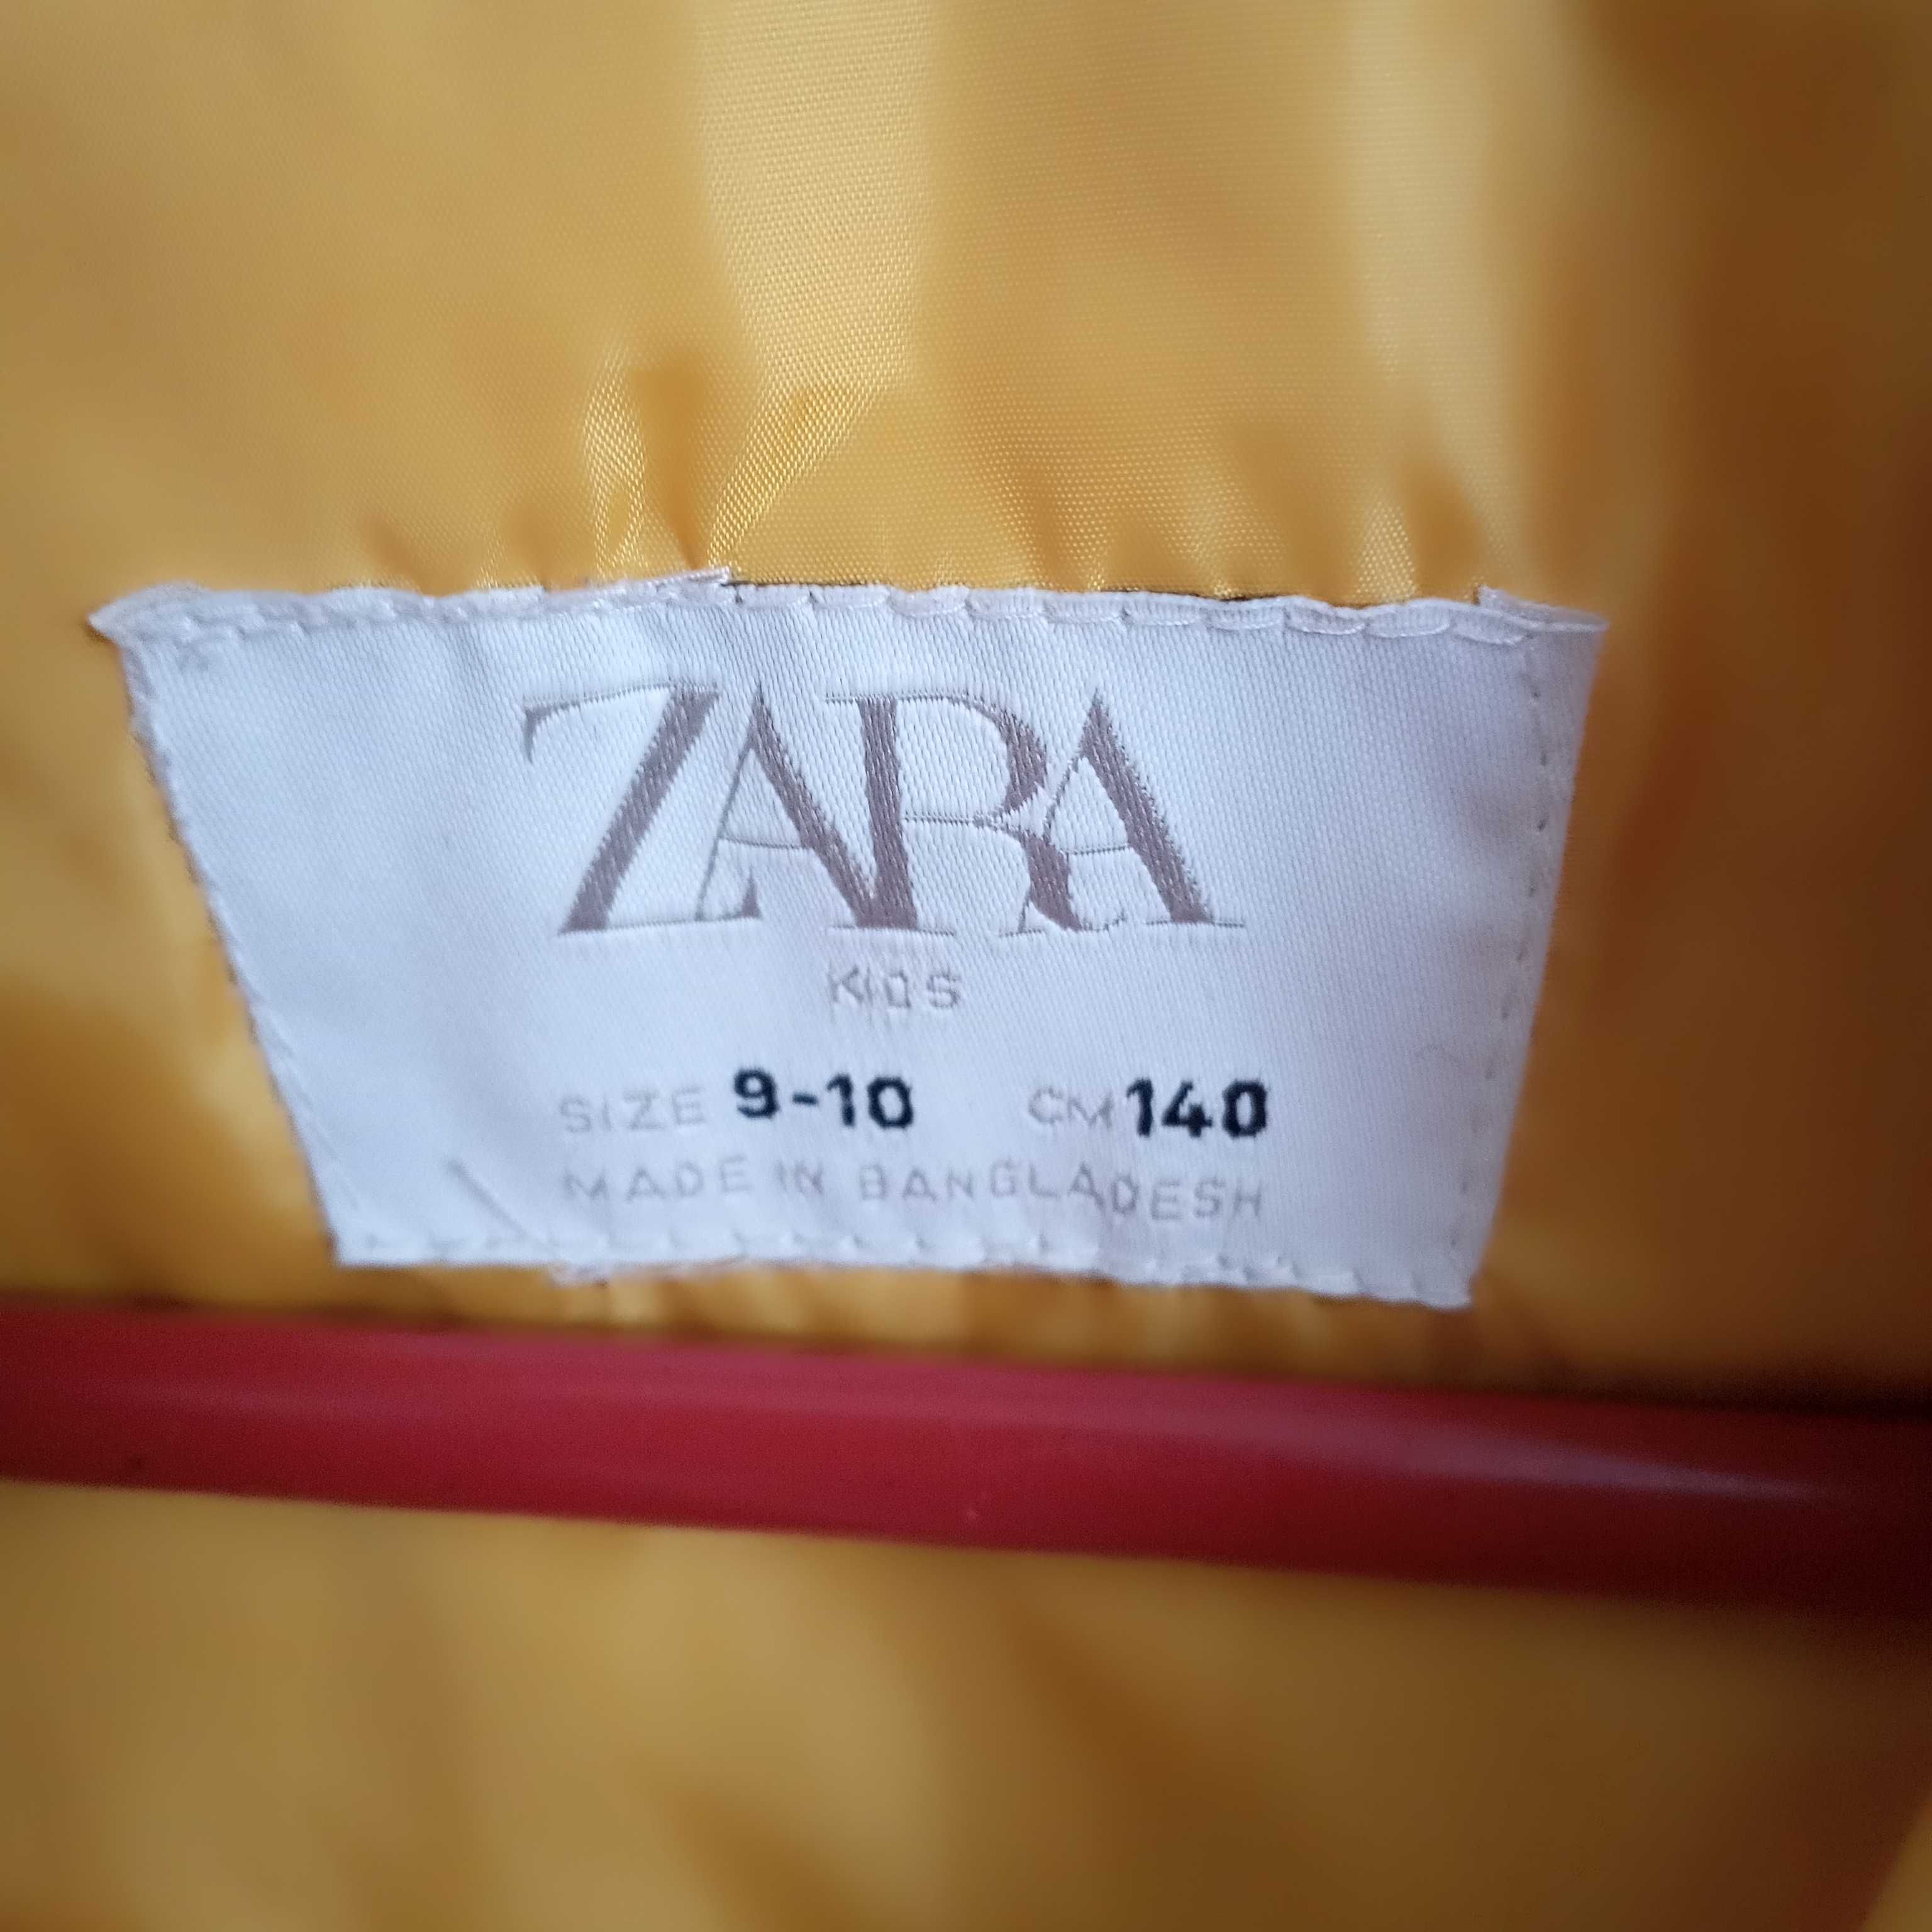 ZARA
KIDS
SIZE 9-10 CM 140
MADE IN BANGLADESH